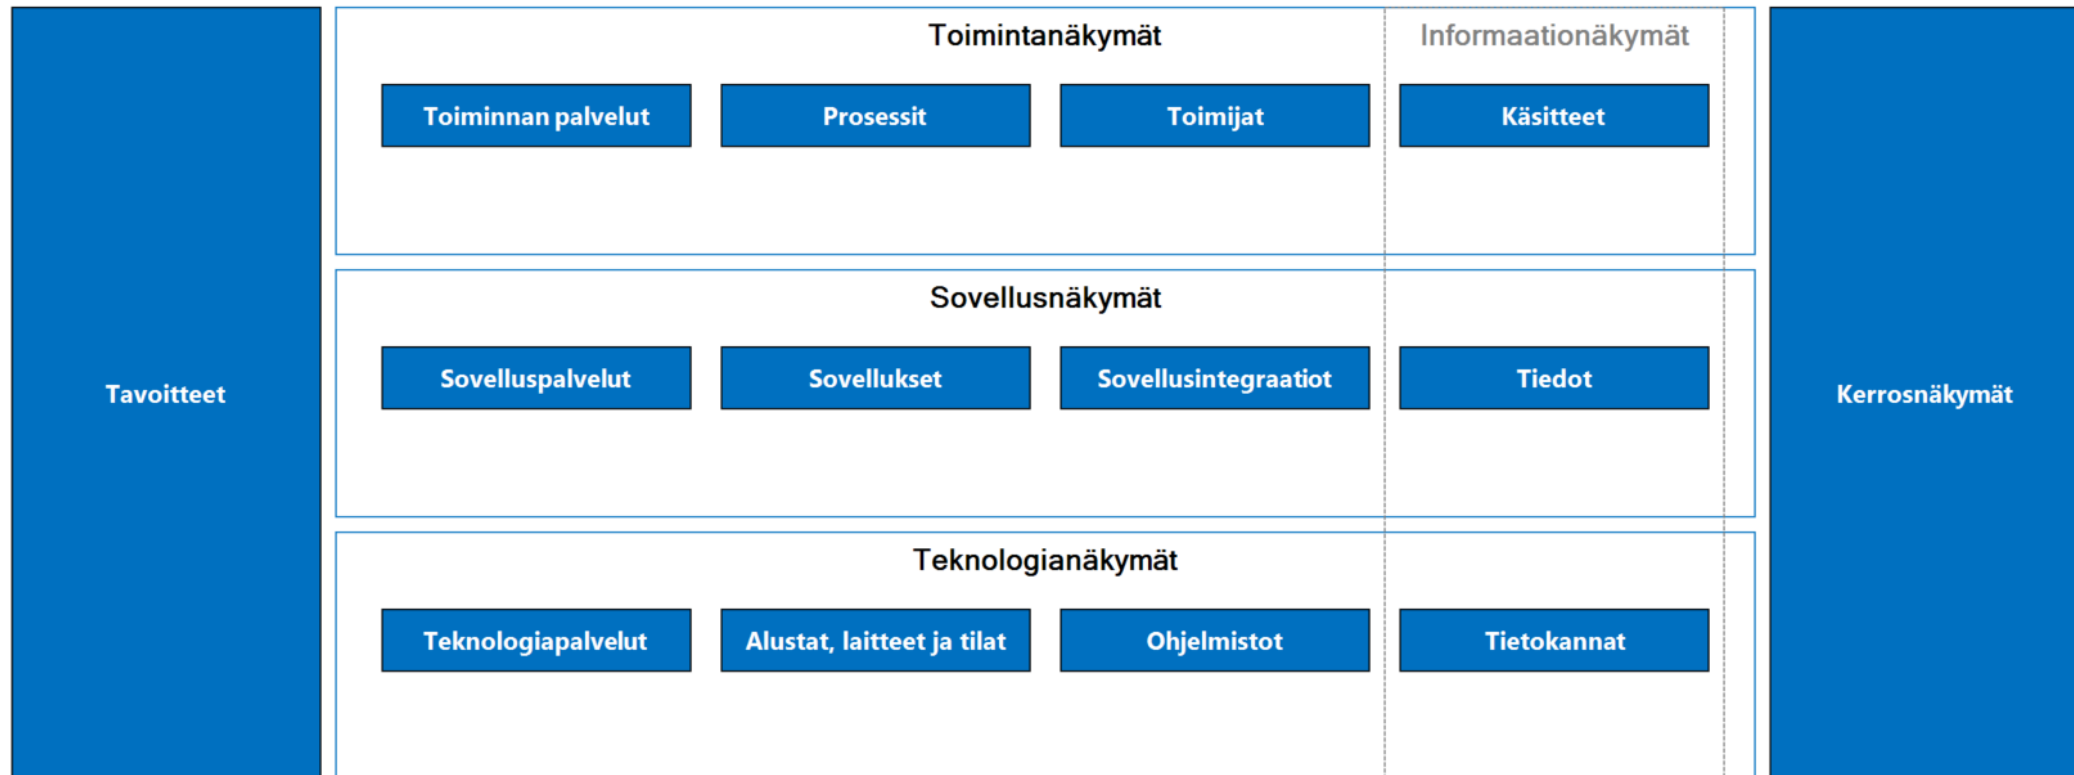 Tavoitteet
Toimintanäkymät
Informaationäkymät
Toiminnan palvelut
Prosessit
Toimijat
Käsitteet
Sovellusnäkymät
Sovelluspalvelut
Sovellukset
Sovellusintegraatiot
Tiedot
Teknologianäkymät
Teknologiapalvelut
Alustat, laitteet ja tilat
Ohjelmistot
Tietokannat
Kerrosnäkymät